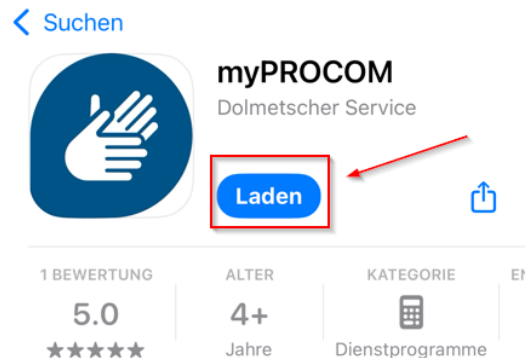 Suchen
myPROCOM
Dolmetscher Service
Laden
1 BEWERTUNG
ALTER
KATEGORIE
5.0
4+
Jahre
Dienstprogramme